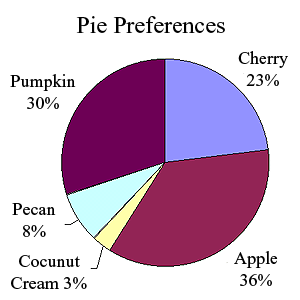 Pie Preferences
Cherry
23%
Pumpkin
30%
Pecan
8%
Cocunut
Cream 3%
Apple
36%